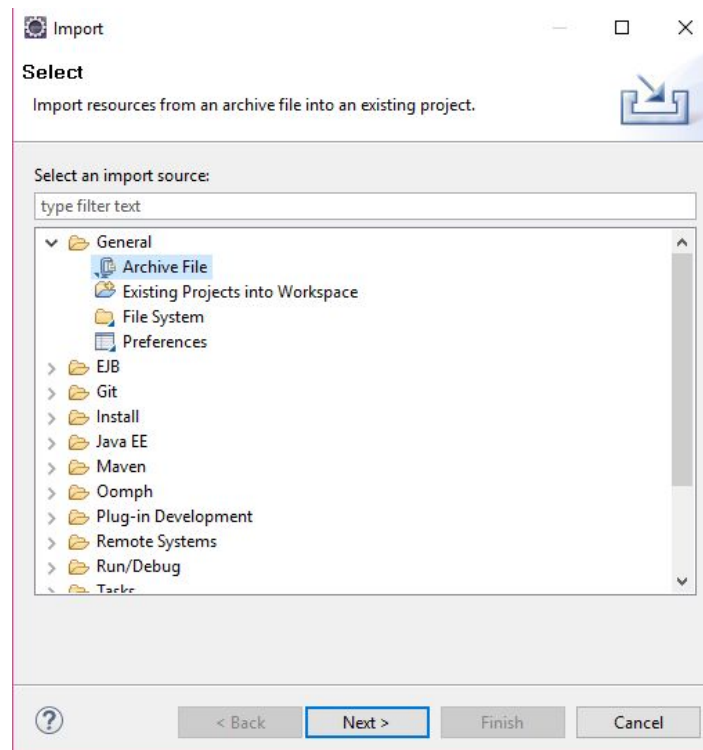 Import
Select
Import resources from an archive file into an existing project.
Select an import source:
type filter text
General
Archive File
Existing Projects into Workspace
File System
Preferences
EJB
Git
Install
Java EE
Maven
Oomph
Plug-in Development
Remote Systems
Run/Debug
Tasks
< Back Next > Finish Cancel